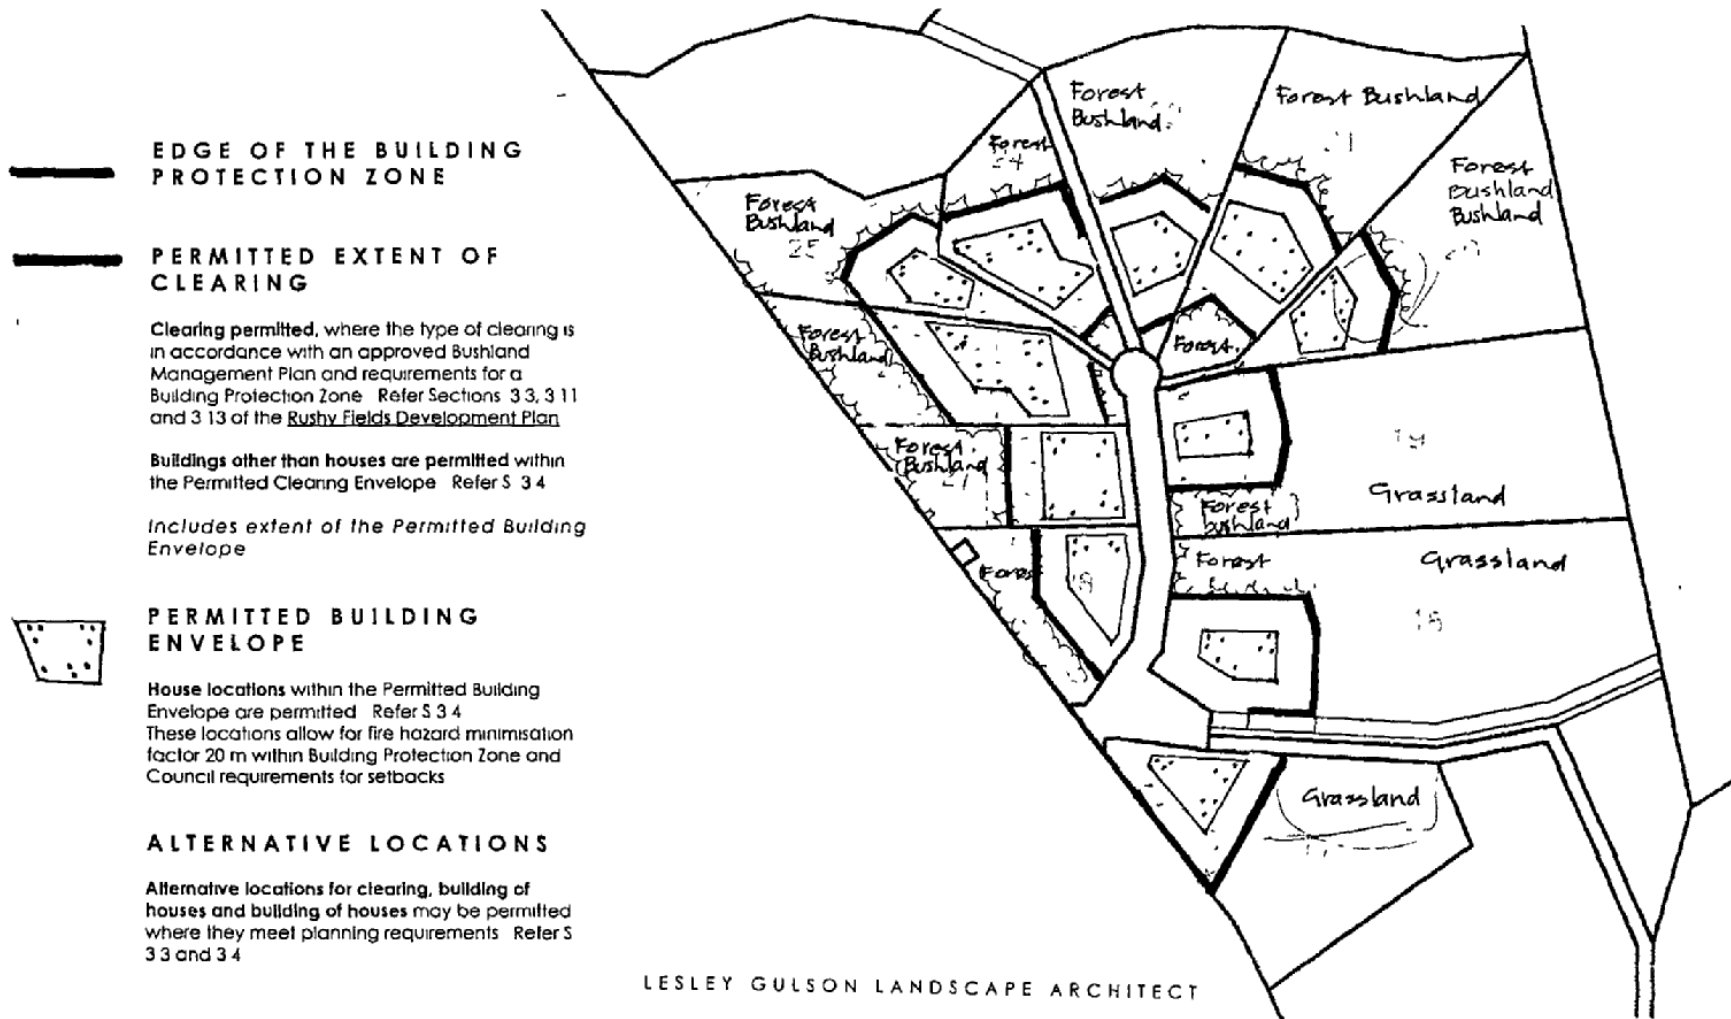 EDGE OF THE BUILDING
PROTECTION ZONE
PERMITTED EXTENT OF
CLEARING
Clearing permitted, where the type of clearing is
in accordance with an approved Bushland
Management Plan and requirements for a
Building Protection Zone Refer Sections 3 3, 3 11
and 3 13 of the Rushy Fields Development Plan
Buildings other than houses are permitted within
the Permitted Clearing Envelope Refer S 3 4
Includes extent of the Permitted Building
Envelope
PERMITTED BUILDING
ENVELOPE
House locations within the Permitted Building
Envelope are permitted Refer S 3 4
These locations allow for fire hazard minimisation
factor 20 m within Building Protection Zone and
Council requirements for setbacks
ALTERNATIVE LOCATIONS
Alternative locations for clearing, building of
houses and building of houses may be permitted
where they meet planning requirements Refer S
3 3 and 3 4
LESLEY GULSON LANDSCAPE ARCHITECT
Forest
Bushland
Forest Bushland
Forest
24
Forest
Bushland
Bushland
Forest
Bushland
25
Forest
Bushland
Forest
Forest
Bushland
19
Grassland
Forest
bushland
Forest
Grassland
Forest
18
Grassland